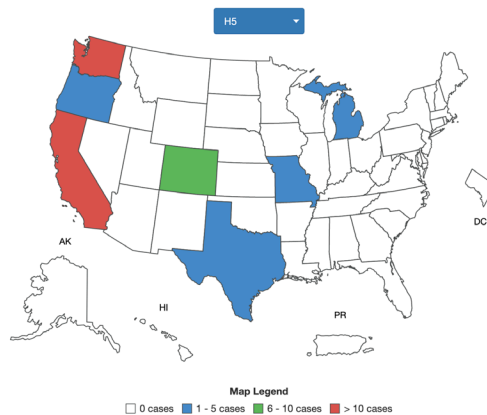 H5
AK
HI
PR
DC
Map Legend
0 cases 1 - 5 cases 6 - 10 cases > 10 cases